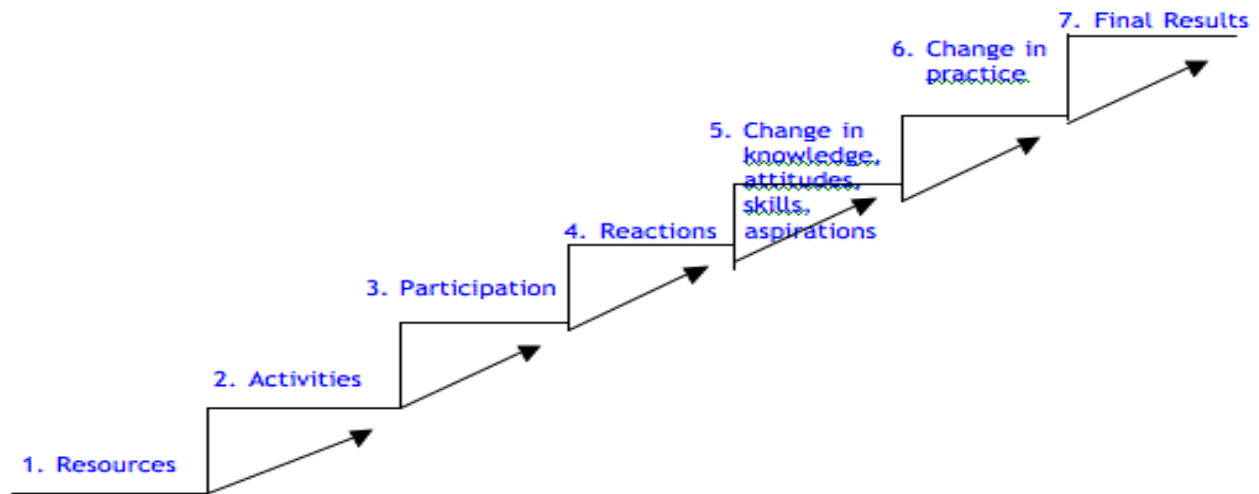 1. Resources
2. Activities
3. Participation
4. Reactions
5. Change in
knowledge,
attitudes,
skills,
aspirations
6. Change in
practice
7. Final Results